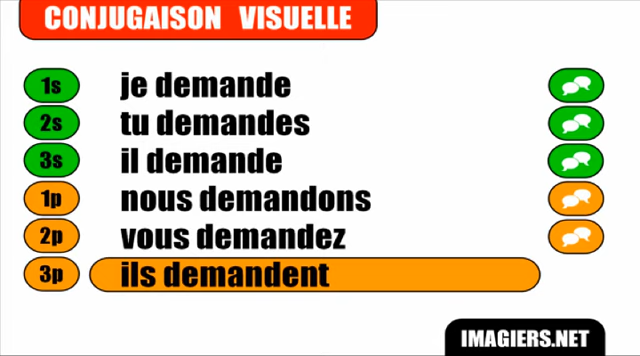 CONJUGAISON VISUELLE
1s je demande
2s tu demandes
3s il demande
1p nous demandons
2p vous demandez
3p ils demandent
IMAGIERS.NET